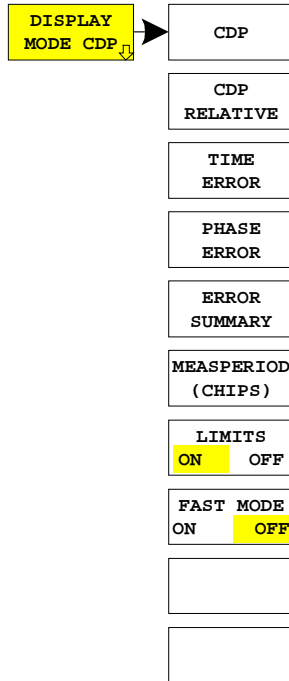 DISPLAY
MODE CDP
CDP
CDP
RELATIVE
TIME
ERROR
PHASE
ERROR
ERROR
SUMMARY
MEASPERIOD
(CHIPS)
LIMITS
ON OFF
FAST MODE
ON OFF